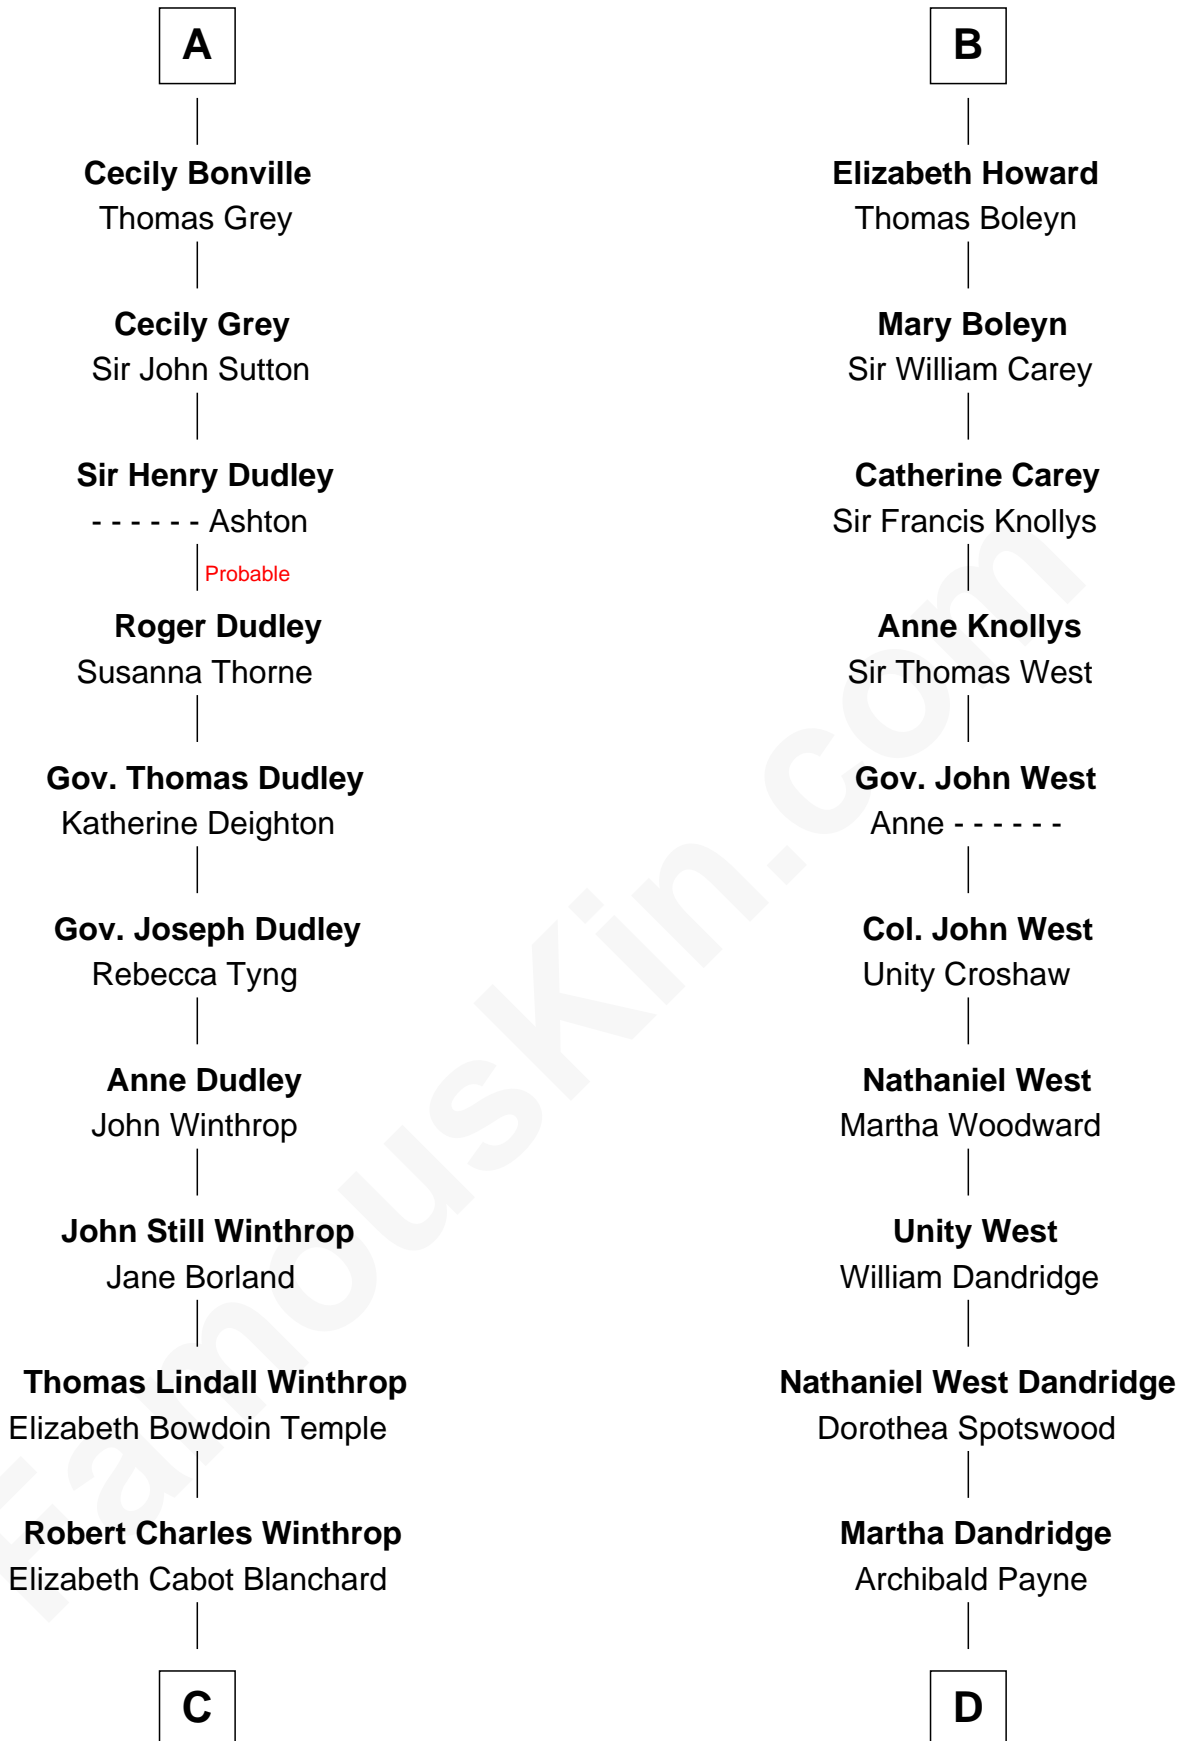 A
Cecily Bonville
Thomas Grey
Cecily Grey
Sir John Sutton
Sir Henry Dudley
- - - - - - Ashton
Probable
Roger Dudley
Susanna Thorne
Gov. Thomas Dudley
Katherine Deighton
Gov. Joseph Dudley
Rebecca Tyng
Anne Dudley
John Winthrop
John Still Winthrop
Jane Borland
Thomas Lindall Winthrop
Elizabeth Bowdoin Temple
Robert Charles Winthrop
Elizabeth Cabot Blanchard
C
B
Elizabeth Howard
Thomas Boleyn
Mary Boleyn
Sir William Carey
Catherine Carey
Sir Francis Knollys
Anne Knollys
Sir Thomas West
Gov. John West
Anne - - - - - -
Col. John West
Unity Croshaw
Nathaniel West
Martha Woodward
Unity West
William Dandridge
Nathaniel West Dandridge
Dorothea Spotswood
Martha Dandridge
Archibald Payne
D
FamousKin.com